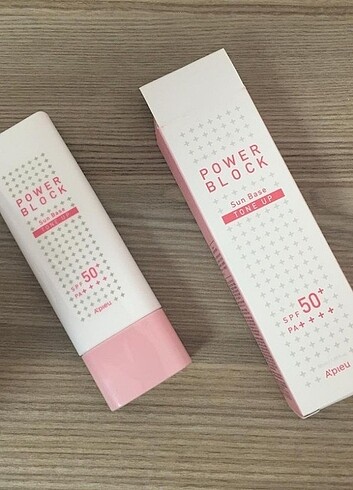 POWER
BLOCK
Sun Base
TONE UP
SPF 50+
PA++++
A'pieu
POWER
BLOCK
Sun Base
TONE UP
SPF 50+
PA++++
A'pieu